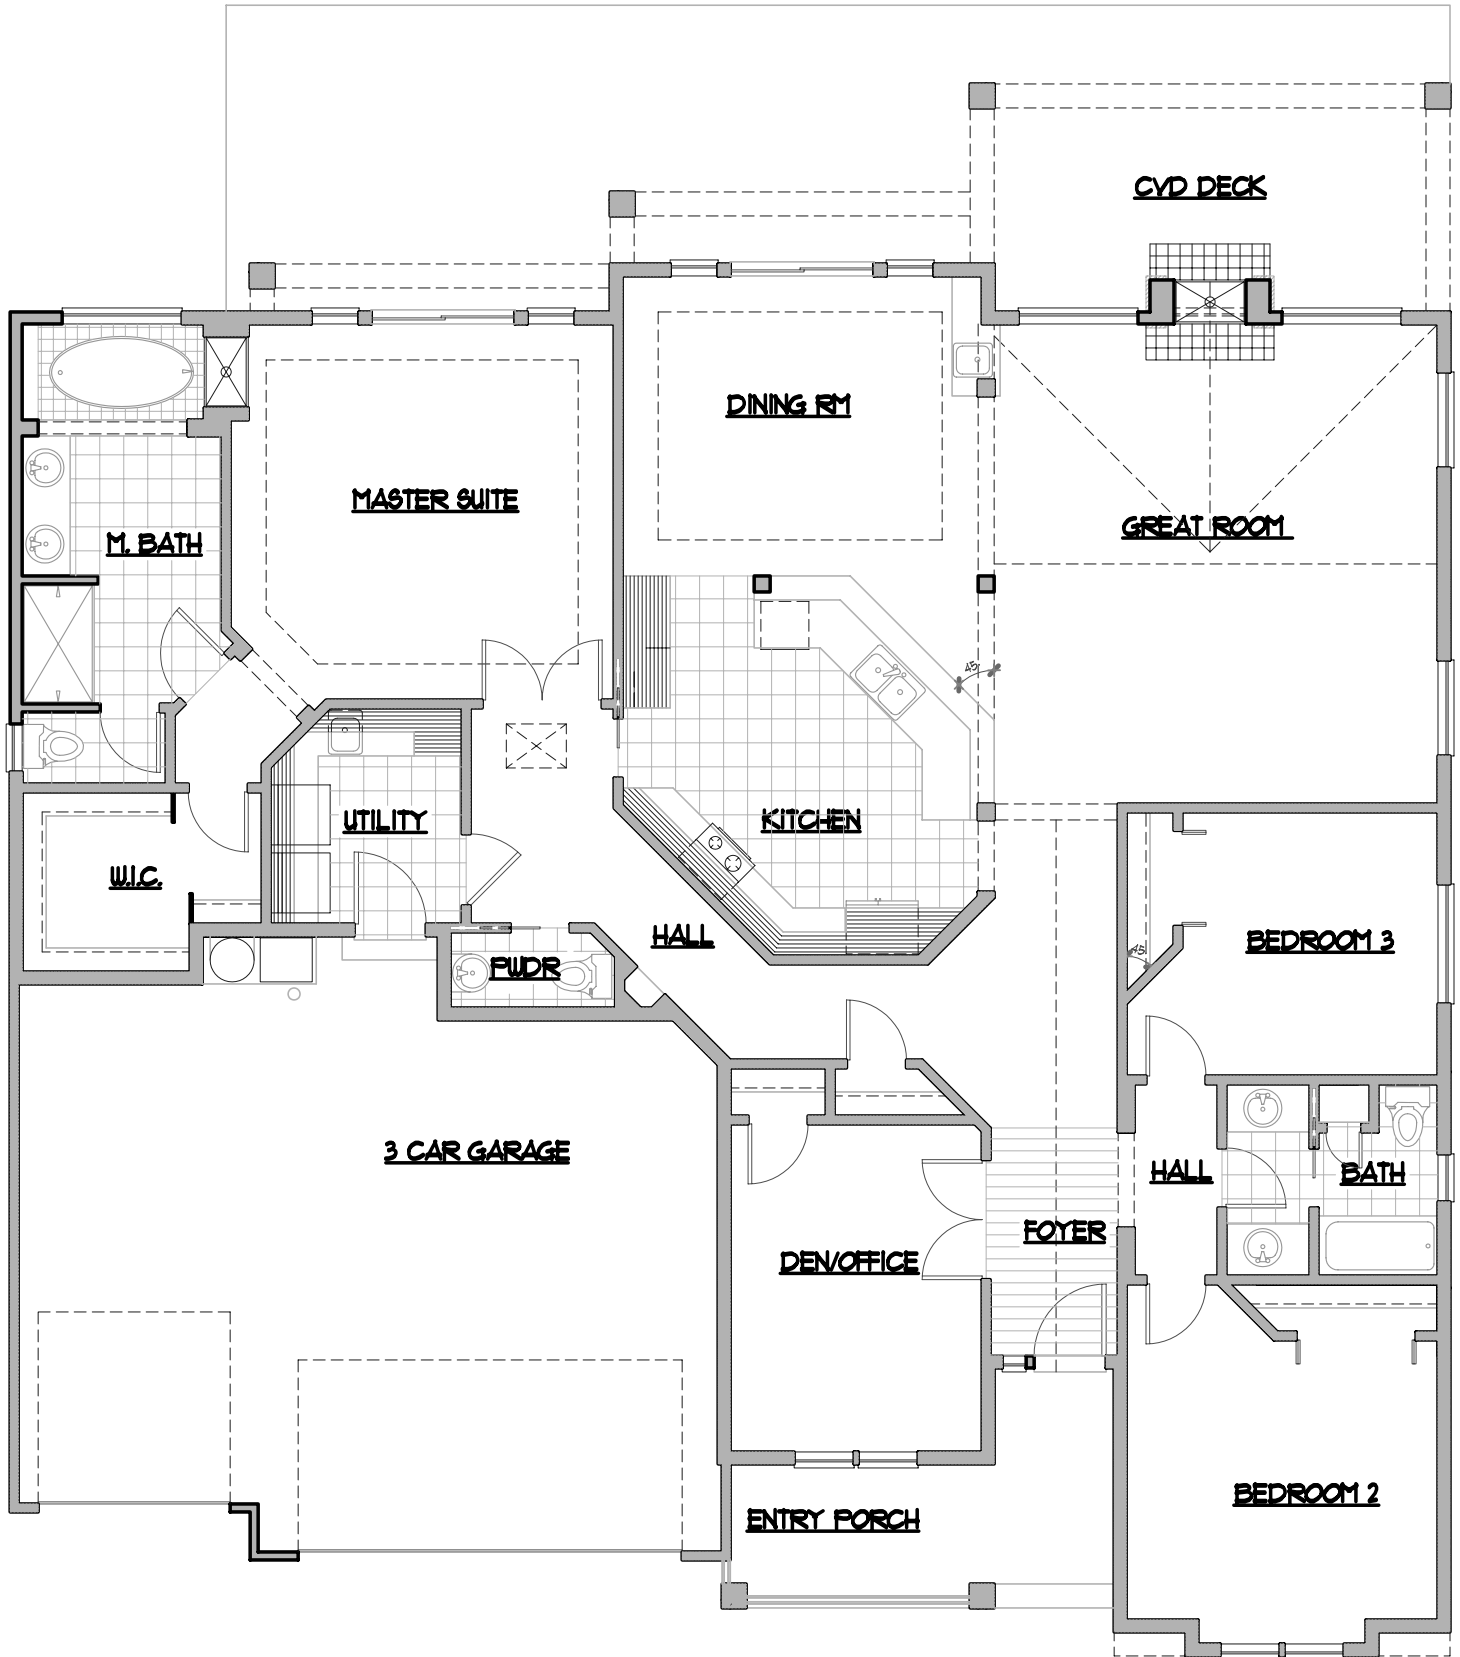 CVD DECK
DINING RM
MASTER SUITE
GREAT ROOM
M. BATH
45
UTILITY
KITCHEN
W.I.C.
HALL
BEDROOM 3
45
PWDR
3 CAR GARAGE
HALL
BATH
FOYER
DEN/OFFICE
BEDROOM 2
ENTRY PORCH